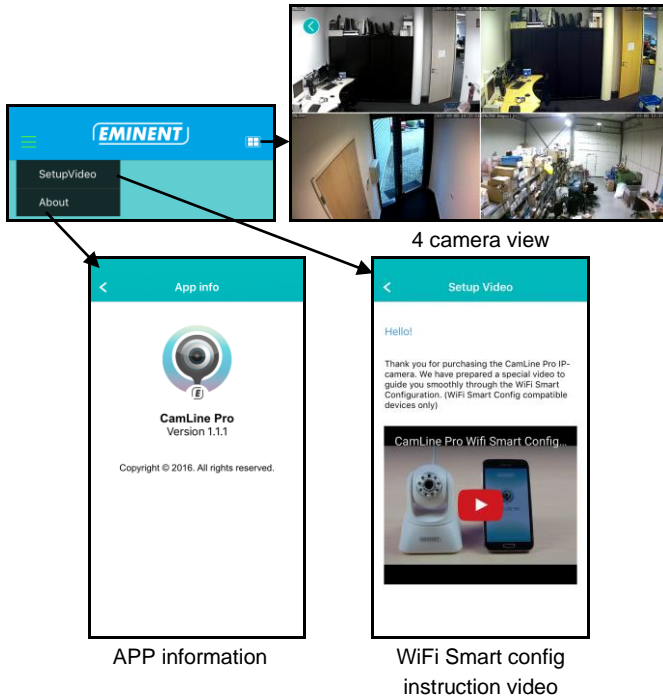 EMINENT
SetupVideo
About
4 camera view
App info
CamLine Pro
Version 1.1.1
Copyright © 2016. All rights reserved.
APP information
Setup Video
Hello!
Thank you for purchasing the CamLine Pro IP-
camera. We have prepared a special video to
guide you smoothly through the WiFi Smart
Configuration. (WiFi Smart Config compatible
devices only)
CamLine Pro Wifi Smart Config...
WiFi Smart config
instruction video